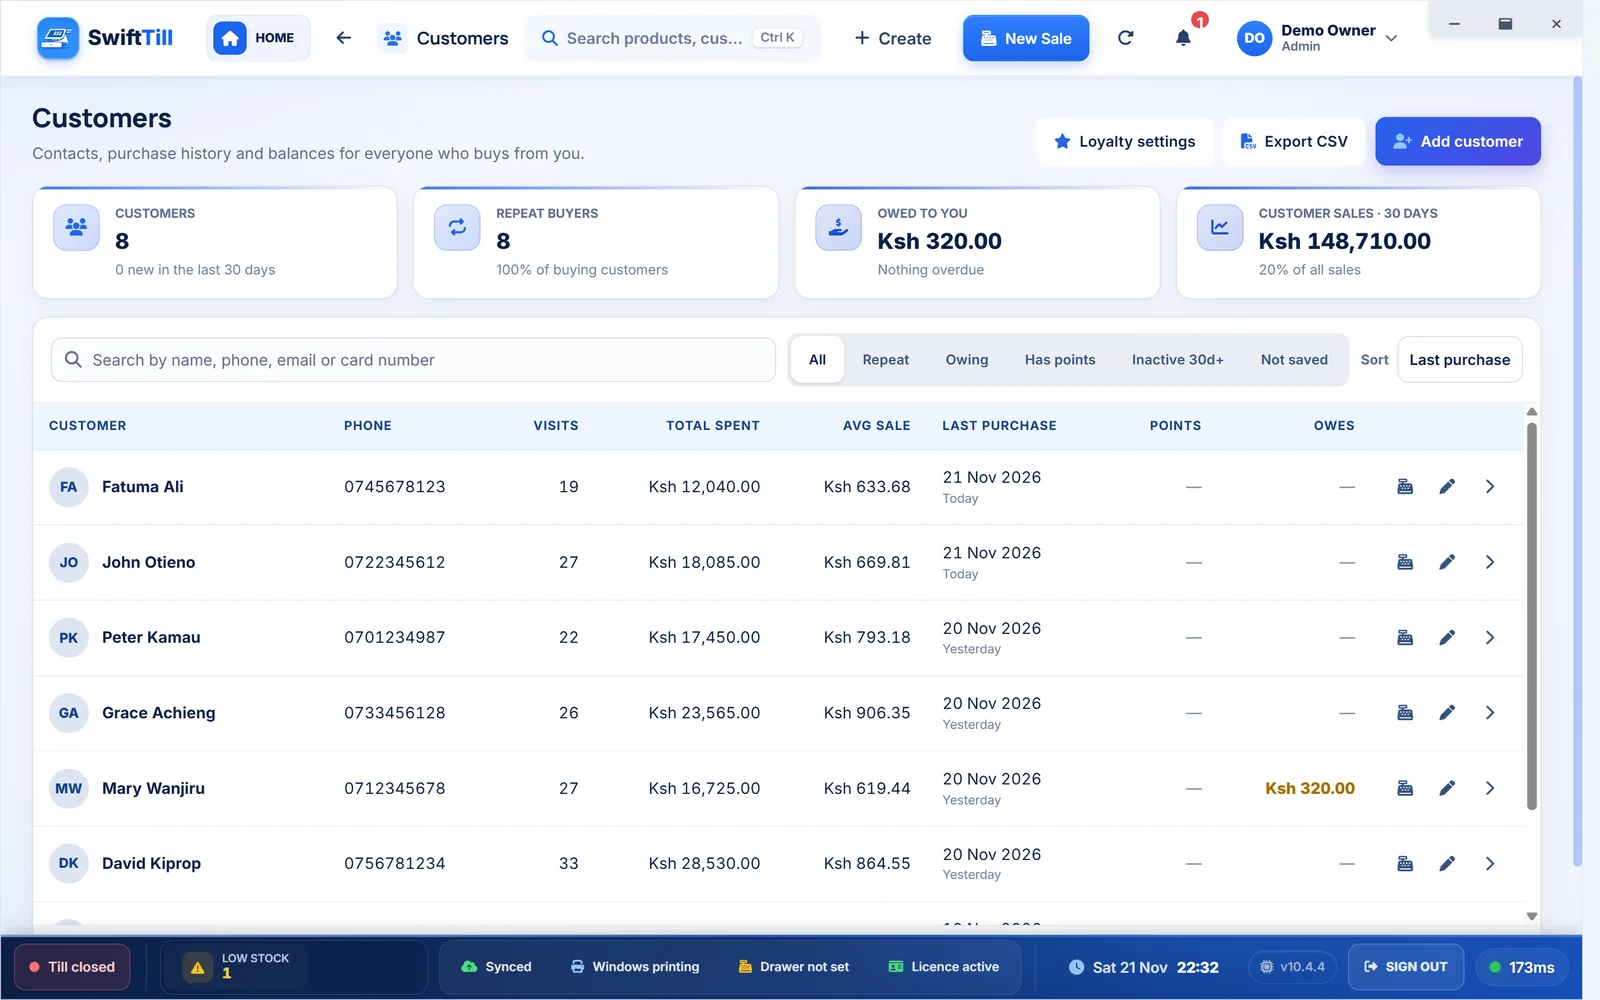 SwiftTill
HOME
Customers
Search products, cus...
Ctrl K
Create
New Sale
1
DO
Demo Owner
Admin
Customers
Contacts, purchase history and balances for everyone who buys from you.
Loyalty settings
CSV
Export CSV
Add customer
CUSTOMERS
8
0 new in the last 30 days
REPEAT BUYERS
8
100% of buying customers
OWED TO YOU
Ksh 320.00
Nothing overdue
CUSTOMER SALES · 30 DAYS
Ksh 148,710.00
20% of all sales
Search by name, phone, email or card number
All
Repeat
Owing
Has points
Inactive 30d+
Not saved
Sort
Last purchase
CUSTOMER PHONE VISITS TOTAL SPENT AVG SALE LAST PURCHASE POINTS OWES
FA Fatuma Ali 0745678123 19 Ksh 12,040.00 Ksh 633.68 21 Nov 2026 — —
Today
JO John Otieno 0722345612 27 Ksh 18,085.00 Ksh 669.81 21 Nov 2026 — —
Today
PK Peter Kamau 0701234987 22 Ksh 17,450.00 Ksh 793.18 20 Nov 2026 — —
Yesterday
GA Grace Achieng 0733456128 26 Ksh 23,565.00 Ksh 906.35 20 Nov 2026 — —
Yesterday
MW Mary Wanjiru 0712345678 27 Ksh 16,725.00 Ksh 619.44 20 Nov 2026 — Ksh 320.00
Yesterday
DK David Kiprop 0756781234 33 Ksh 28,530.00 Ksh 864.55 20 Nov 2026 — —
Yesterday
Till closed
LOW STOCK
1
Synced
Windows printing
Drawer not set
Licence active
Sat 21 Nov 22:32
v10.4.4
SIGN OUT
173ms